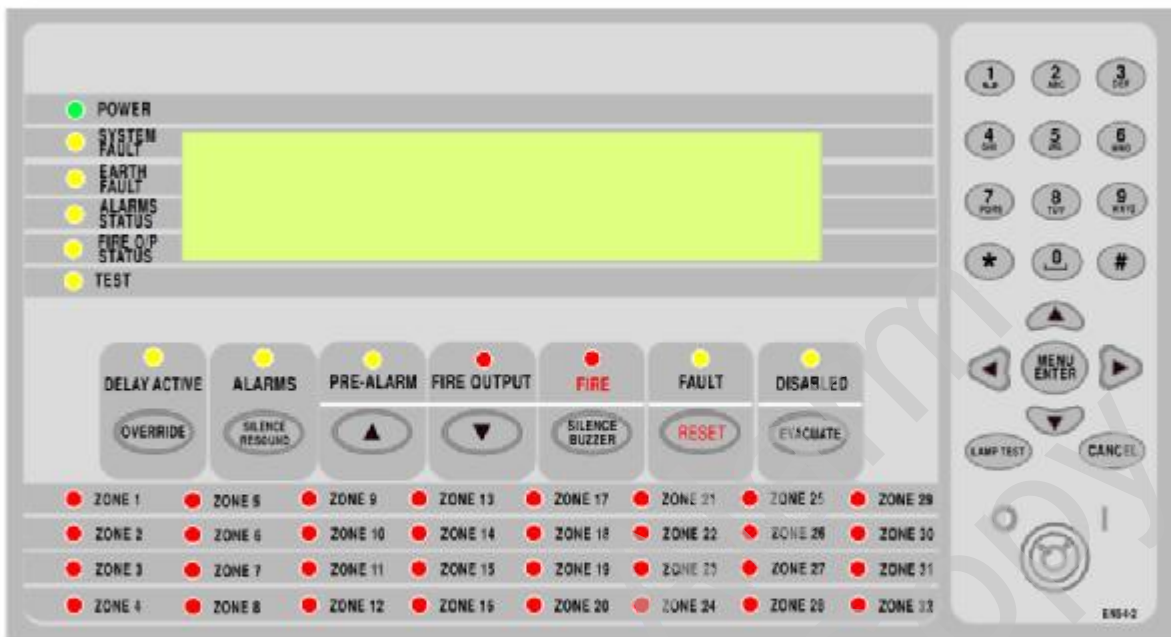 POWER
SYSTEM
FAULT
EARTH
FAULT
ALARMS
STATUS
FIRE O/P
STATUS
TEST
DELAY ACTIVE
ALARMS
PRE-ALARM
FIRE OUTPUT
FIRE
FAULT
DISABLED
OVERRIDE
SILENCE
RESOUND
SILENCE
BUZZER
RESET
EVACUATE
ZONE 1 ZONE 5 ZONE 9 ZONE 13 ZONE 17 ZONE 21 ZONE 25 ZONE 29
ZONE 2 ZONE 6 ZONE 10 ZONE 14 ZONE 18 ZONE 22 ZONE 26 ZONE 30
ZONE 3 ZONE 7 ZONE 11 ZONE 15 ZONE 19 ZONE 23 ZONE 27 ZONE 31
ZONE 4 ZONE 8 ZONE 12 ZONE 16 ZONE 20 ZONE 24 ZONE 28 ZONE 32
1 2 3
ABC DEF
4 5 6
GHI JKL MNO
7 8 9
PQRS TUV WXYZ
* 0 #
MENU
ENTER
LAMP TEST
CANCEL
EN54-2